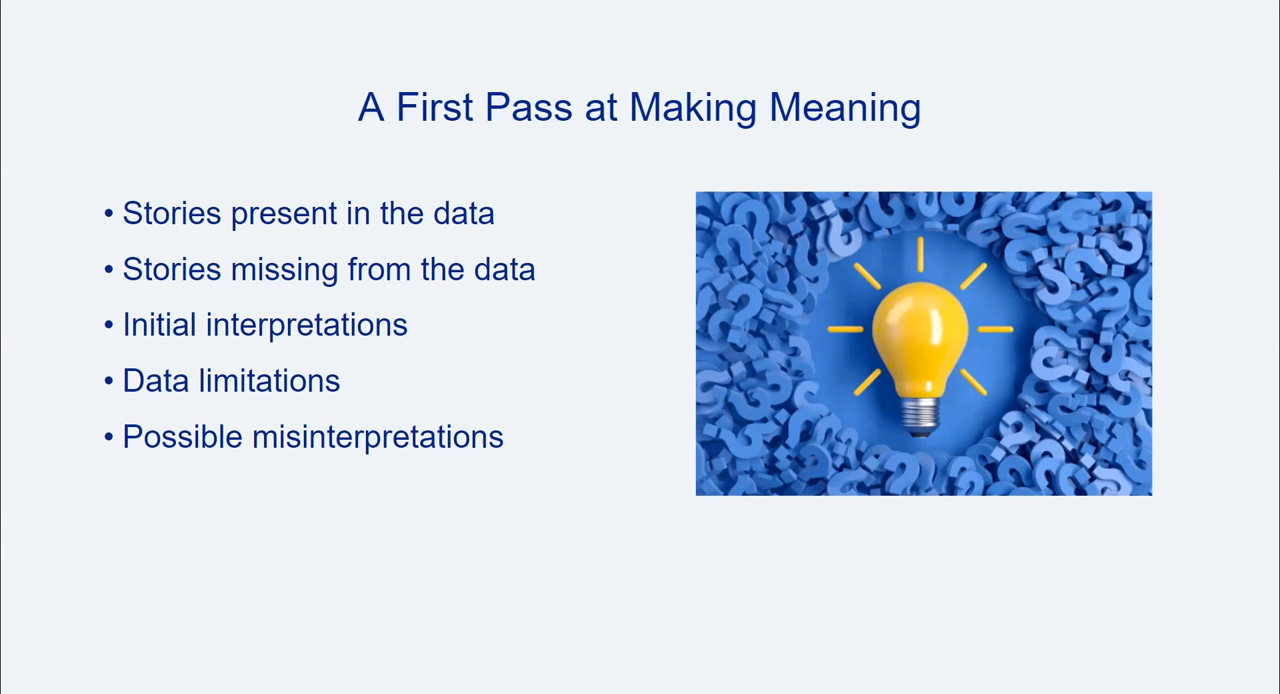 A First Pass at Making Meaning
• Stories present in the data
• Stories missing from the data
• Initial interpretations
• Data limitations
• Possible misinterpretations